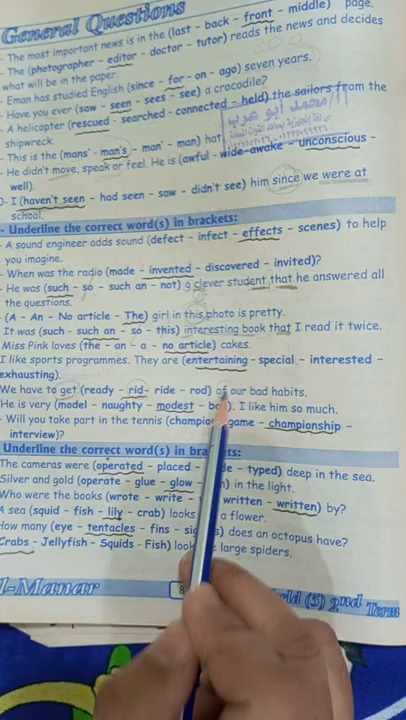 General Questions
- The most important news is in the (last - back - front - middle) page.
- The (photographer - editor - doctor - tutor) reads the news and decides
what will be in the paper.
- Eman has studied English (since - for - on - ago) seven years.
- Have you ever (saw - seen - sees - see) a crocodile?
- A helicopter (rescued - searched - connected - held) the sailors from the
shipwreck.
- This is the (mans' - man's - man' - man) hat
- He didn't move, speak or feel. He is (awful - wide-awake - unconscious -
well).
- I (haven't seen - had seen - saw - didn't see) him since we were at
school.
- Underline the correct word(s) in brackets:
- A sound engineer adds sound (defect - infect - effects - scenes) to help
you imagine.
- When was the radio (made - invented - discovered - invited)?
- He was (such - so - such an - not) a clever student that he answered all
the questions.
- (A - An - No article - The) girl in this photo is pretty.
It was (such - such an - so - this) interesting book that I read it twice.
Miss Pink loves (the - an - a - no article) cakes.
I like sports programmes. They are (entertaining - special - interested -
exhausting).
We have to get (ready - rid - ride - rod) of our bad habits.
He is very (model - naughty - modest - ). I like him so much.
- Will you take part in the ( game - championship -
interview)?
Underline the correct word(s) in brackets:
The cameras were (operated - placed - - typed) deep in the sea.
Silver and gold (operate - glue - glow - ) in the light.
Who were the books (wrote - write - written - written) by?
A sea (squid - fish - lily - crab) looks a flower.
How many (eye - tentacles - fins - ) does an octopus have?
Crabs - Jellyfish - Squids - Fish) look large spiders.
l-Manar
8
(5) 2nd Term